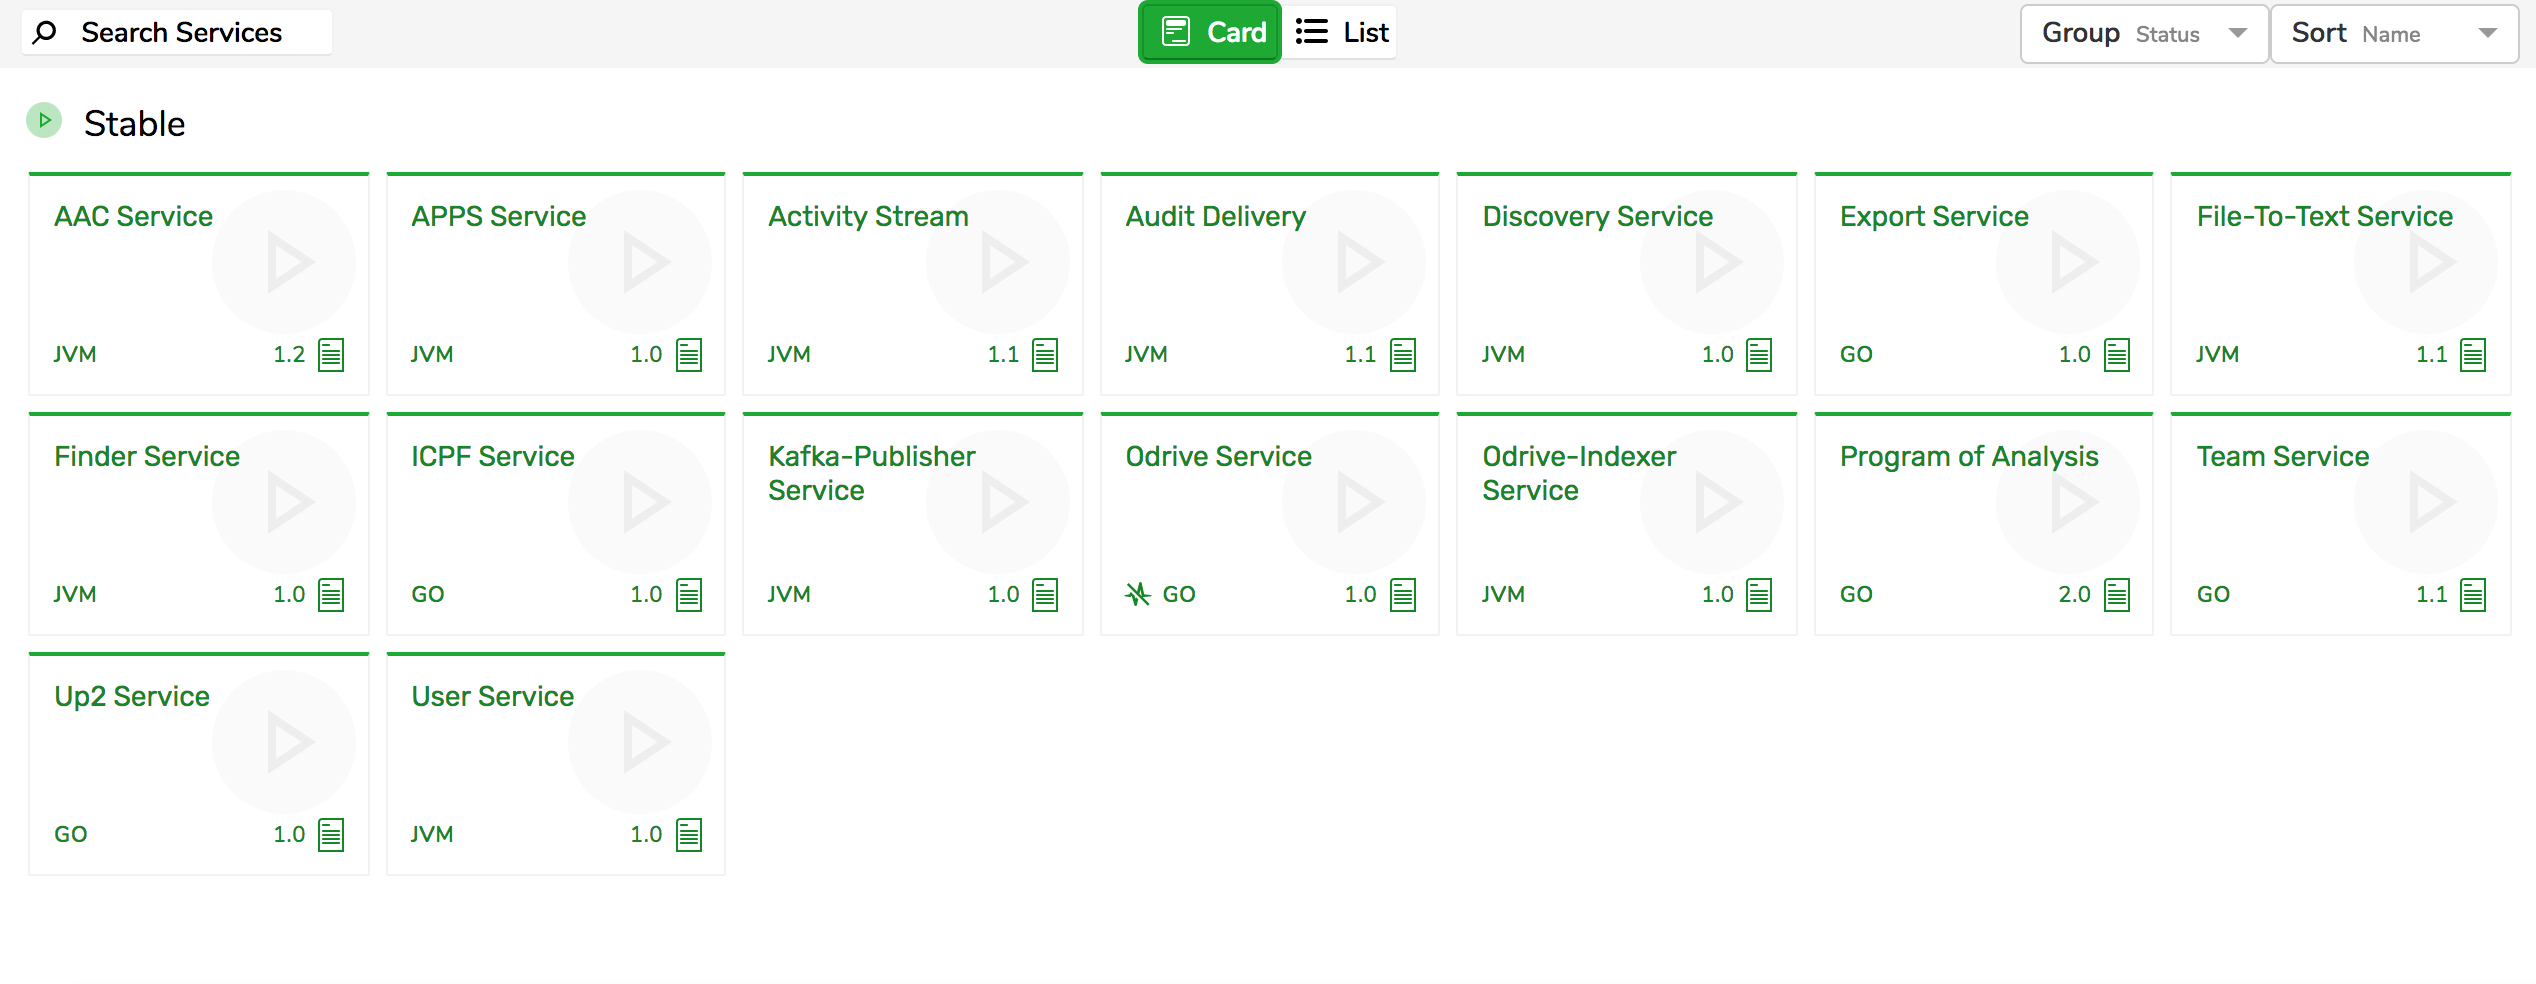 Search Services
Card
List
Group Status
Sort Name
Stable
AAC Service
JVM 1.2
APPS Service
JVM 1.0
Activity Stream
JVM 1.1
Audit Delivery
JVM 1.1
Discovery Service
JVM 1.0
Export Service
GO 1.0
File-To-Text Service
JVM 1.1
Finder Service
JVM 1.0
ICPF Service
GO 1.0
Kafka-Publisher
Service
JVM 1.0
Odrive Service
GO 1.0
Odrive-Indexer
Service
JVM 1.0
Program of Analysis
GO 2.0
Team Service
GO 1.1
Up2 Service
GO 1.0
User Service
JVM 1.0